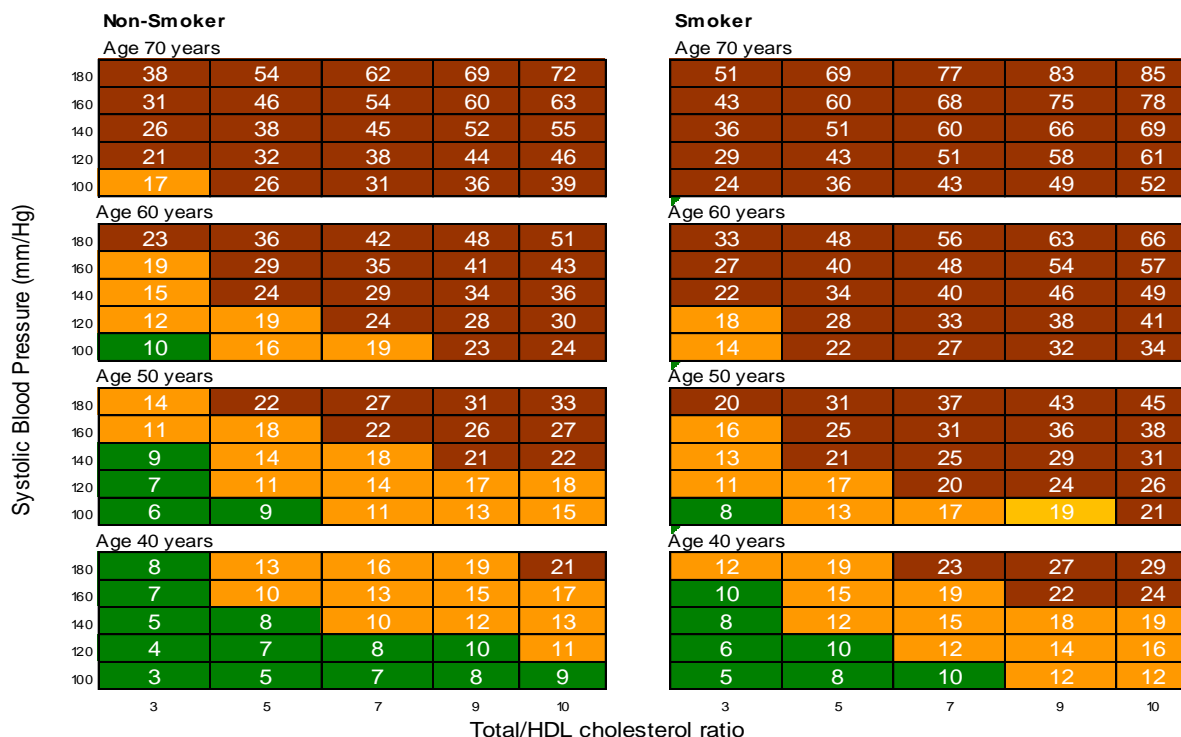 Non-Smoker Smoker
Age 70 years Age 70 years
180 38 54 62 69 72 51 69 77 83 85
160 31 46 54 60 63 43 60 68 75 78
140 26 38 45 52 55 36 51 60 66 69
120 21 32 38 44 46 29 43 51 58 61
100 17 26 31 36 39 24 36 43 49 52
Age 60 years Age 60 years
180 23 36 42 48 51 33 48 56 63 66
160 19 29 35 41 43 27 40 48 54 57
140 15 24 29 34 36 22 34 40 46 49
120 12 19 24 28 30 18 28 33 38 41
100 10 16 19 23 24 14 22 27 32 34
Age 50 years Age 50 years
180 14 22 27 31 33 20 31 37 43 45
160 11 18 22 26 27 16 25 31 36 38
140 9 14 18 21 22 13 21 25 29 31
120 7 11 14 17 18 11 17 20 24 26
100 6 9 11 13 15 8 13 17 19 21
Age 40 years Age 40 years
180 8 13 16 19 21 12 19 23 27 29
160 7 10 13 15 17 10 15 19 22 24
140 5 8 10 12 13 8 12 15 18 19
120 4 7 8 10 11 6 10 12 14 16
100 3 5 7 8 9 5 8 10 12 12
3 5 7 9 10 3 5 7 9 10
Systolic Blood Pressure (mm/Hg)
Total/HDL cholesterol ratio